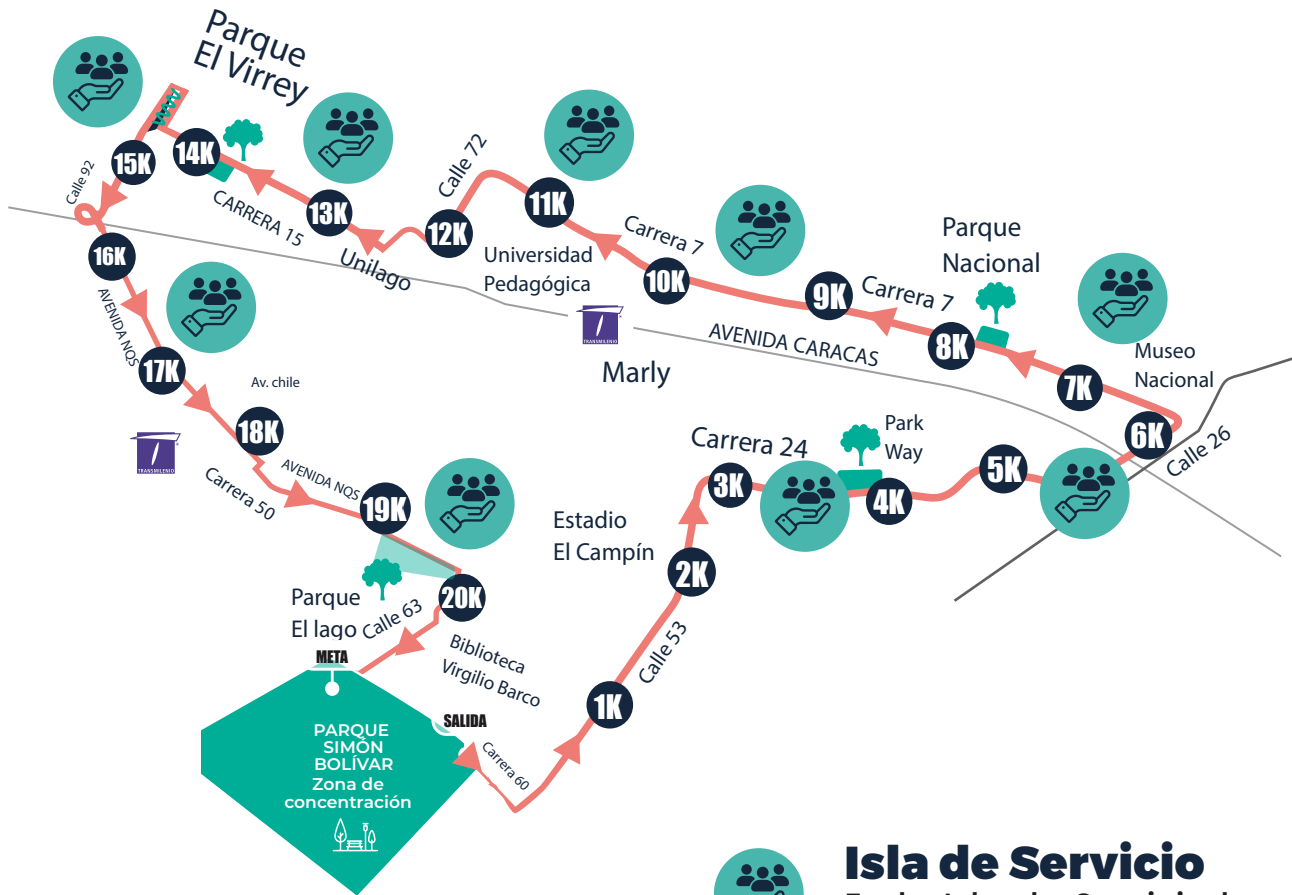 Parque
El Virrey
15K
14K
Calle 92
CARRERA 15
13K
Unilago
12K
Calle 72
11K
Universidad
Pedagógica
Carrera 7
10K
9K
Carrera 7
Parque
Nacional
8K
7K
Museo
Nacional
6K
Calle 26
AVENIDA CARACAS
TRANSMILENIO
Marly
16K
AVENIDA NQS
17K
Av. chile
18K
TRANSMILENIO
Carrera 50
AVENIDA NQS
19K
20K
Parque
El lago
Calle 63
Biblioteca
Virgilio Barco
META
SALIDA
PARQUE
SIMÓN
BOLÍVAR
Zona de
concentración
Carrera 60
1K
Calle 53
2K
Estadio
El Campín
3K
Carrera 24
Park
Way
4K
5K
Isla de Servicio